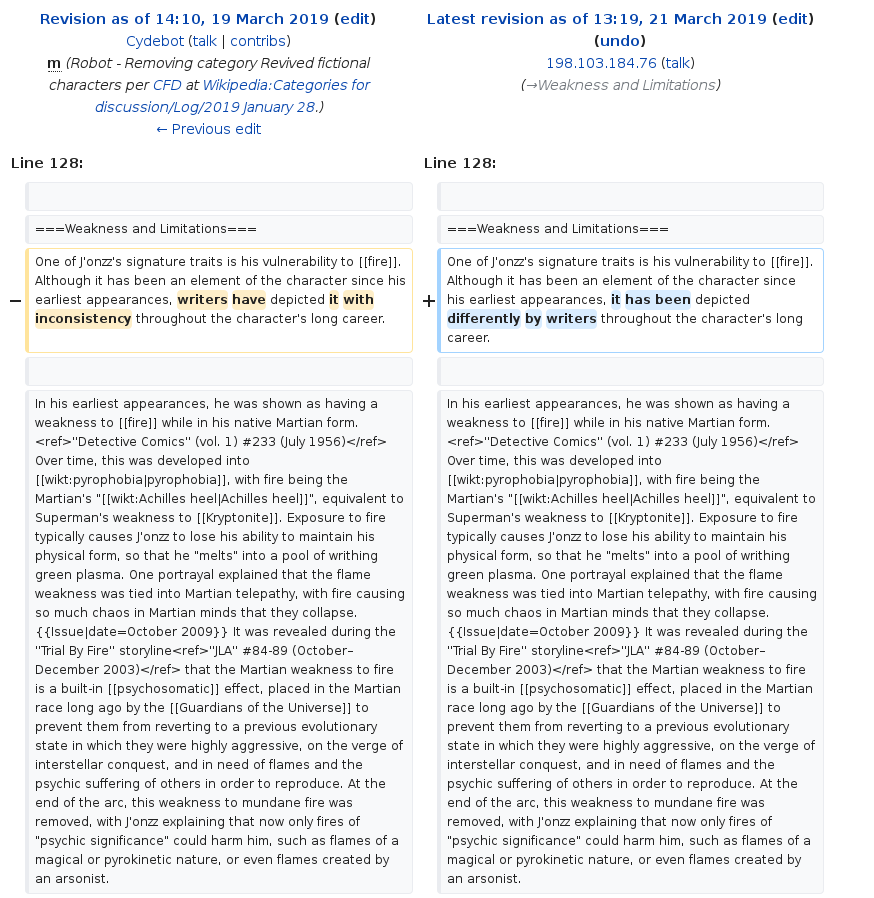 Revision as of 14:10, 19 March 2019 (edit)
Cydebot (talk | contribs)
m (Robot - Removing category Revived fictional
characters per CFD at Wikipedia:Categories for
discussion/Log/2019 January 28.)
← Previous edit
Latest revision as of 13:19, 21 March 2019 (edit)
(undo)
198.103.184.76 (talk)
(→Weakness and Limitations)
Line 128:
Line 128:
===Weakness and Limitations===
===Weakness and Limitations===
−
One of J'onzz's signature traits is his vulnerability to [[fire]].
Although it has been an element of the character since his
earliest appearances, writers have depicted it with
inconsistency throughout the character's long career.
+
One of J'onzz's signature traits is his vulnerability to [[fire]].
Although it has been an element of the character since
his earliest appearances, it has been depicted
differently by writers throughout the character's long
career.
In his earliest appearances, he was shown as having a
weakness to [[fire]] while in his native Martian form.
<ref>''Detective Comics'' (vol. 1) #233 (July 1956)</ref>
Over time, this was developed into
[[wikt:pyrophobia|pyrophobia]], with fire being the
Martian's "[[wikt:Achilles heel|Achilles heel]]", equivalent to
Superman's weakness to [[Kryptonite]]. Exposure to fire
typically causes J'onzz to lose his ability to maintain his
physical form, so that he "melts" into a pool of writhing
green plasma. One portrayal explained that the flame
weakness was tied into Martian telepathy, with fire causing
so much chaos in Martian minds that they collapse.
{{Issue|date=October 2009}} It was revealed during the
"Trial By Fire" storyline<ref>''JLA'' #84-89 (October–
December 2003)</ref> that the Martian weakness to fire
is a built-in [[psychosomatic]] effect, placed in the Martian
race long ago by the [[Guardians of the Universe]] to
prevent them from reverting to a previous evolutionary
state in which they were highly aggressive, on the verge of
interstellar conquest, and in need of flames and the
psychic suffering of others in order to reproduce. At the
end of the arc, this weakness to mundane fire was
removed, with J'onzz explaining that now only fires of
"psychic significance" could harm him, such as flames of a
magical or pyrokinetic nature, or even flames created by
an arsonist.
In his earliest appearances, he was shown as having a
weakness to [[fire]] while in his native Martian form.
<ref>''Detective Comics'' (vol. 1) #233 (July 1956)</ref>
Over time, this was developed into
[[wikt:pyrophobia|pyrophobia]], with fire being the
Martian's "[[wikt:Achilles heel|Achilles heel]]", equivalent to
Superman's weakness to [[Kryptonite]]. Exposure to fire
typically causes J'onzz to lose his ability to maintain his
physical form, so that he "melts" into a pool of writhing
green plasma. One portrayal explained that the flame
weakness was tied into Martian telepathy, with fire causing
so much chaos in Martian minds that they collapse.
{{Issue|date=October 2009}} It was revealed during the
"Trial By Fire" storyline<ref>''JLA'' #84-89 (October–
December 2003)</ref> that the Martian weakness to fire
is a built-in [[psychosomatic]] effect, placed in the Martian
race long ago by the [[Guardians of the Universe]] to
prevent them from reverting to a previous evolutionary
state in which they were highly aggressive, on the verge of
interstellar conquest, and in need of flames and the
psychic suffering of others in order to reproduce. At the
end of the arc, this weakness to mundane fire was
removed, with J'onzz explaining that now only fires of
"psychic significance" could harm him, such as flames of a
magical or pyrokinetic nature, or even flames created by
an arsonist.